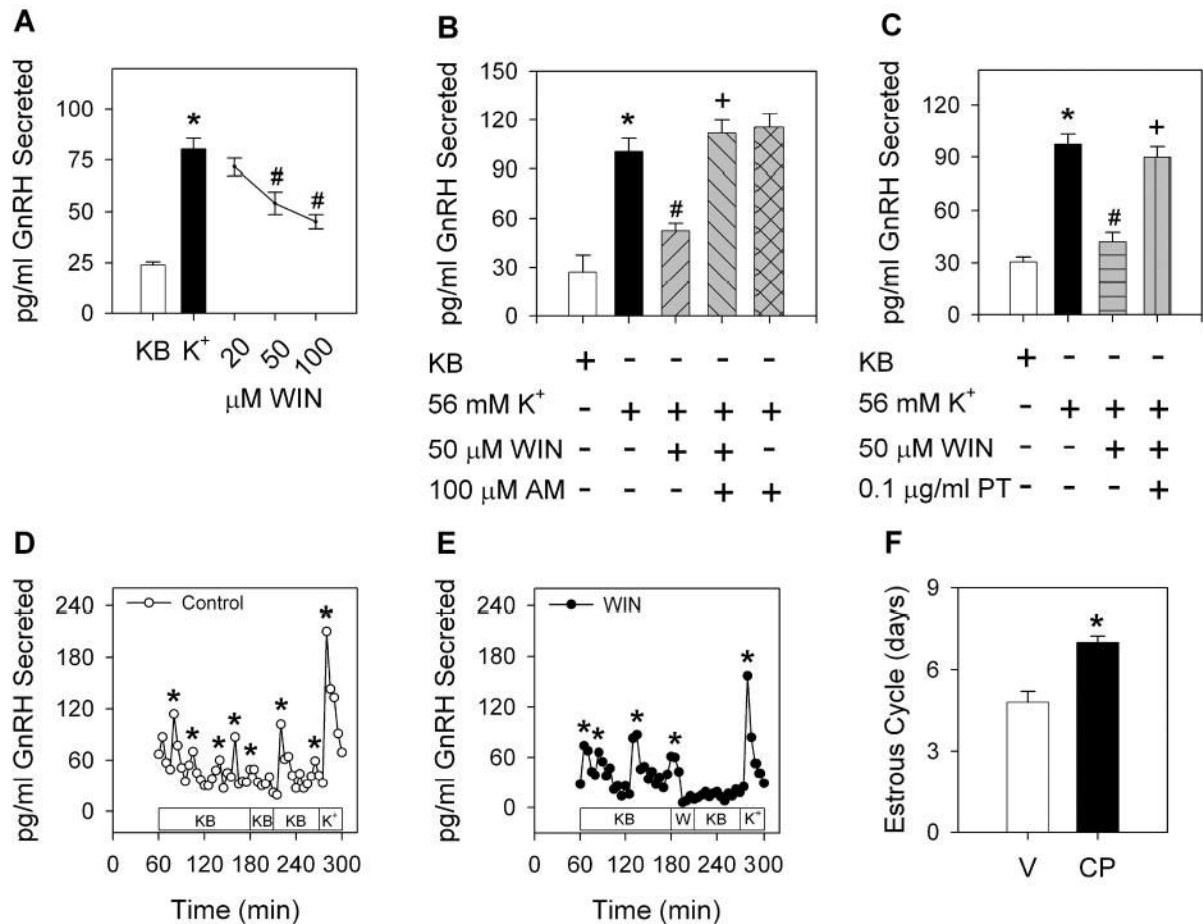 A
pg/ml GnRH Secreted
100
75
50
25
0
*
#
#
KB K⁺ 20 50 100
μM WIN
B
pg/ml GnRH Secreted
150
120
90
60
30
0
*
#
+
KB + - - - -
56 mM K⁺ - + + + +
50 μM WIN - - + + -
100 μM AM + +
C
pg/ml GnRH Secreted
120
90
60
30
0
*
#
+
KB + - - -
56 mM K⁺ - + + +
50 μM WIN - - + +
0.1 μg/ml PT +
D
pg/ml GnRH Secreted
240
180
120
60
0
Control
* * * * * * * *
KB KB KB K⁺
0 60 120 180 240 300
Time (min)
E
pg/ml GnRH Secreted
240
180
120
60
0
WIN
* * * * *
KB W KB K⁺
0 60 120 180 240 300
Time (min)
F
Estrous Cycle (days)
9
6
3
0
*
V CP